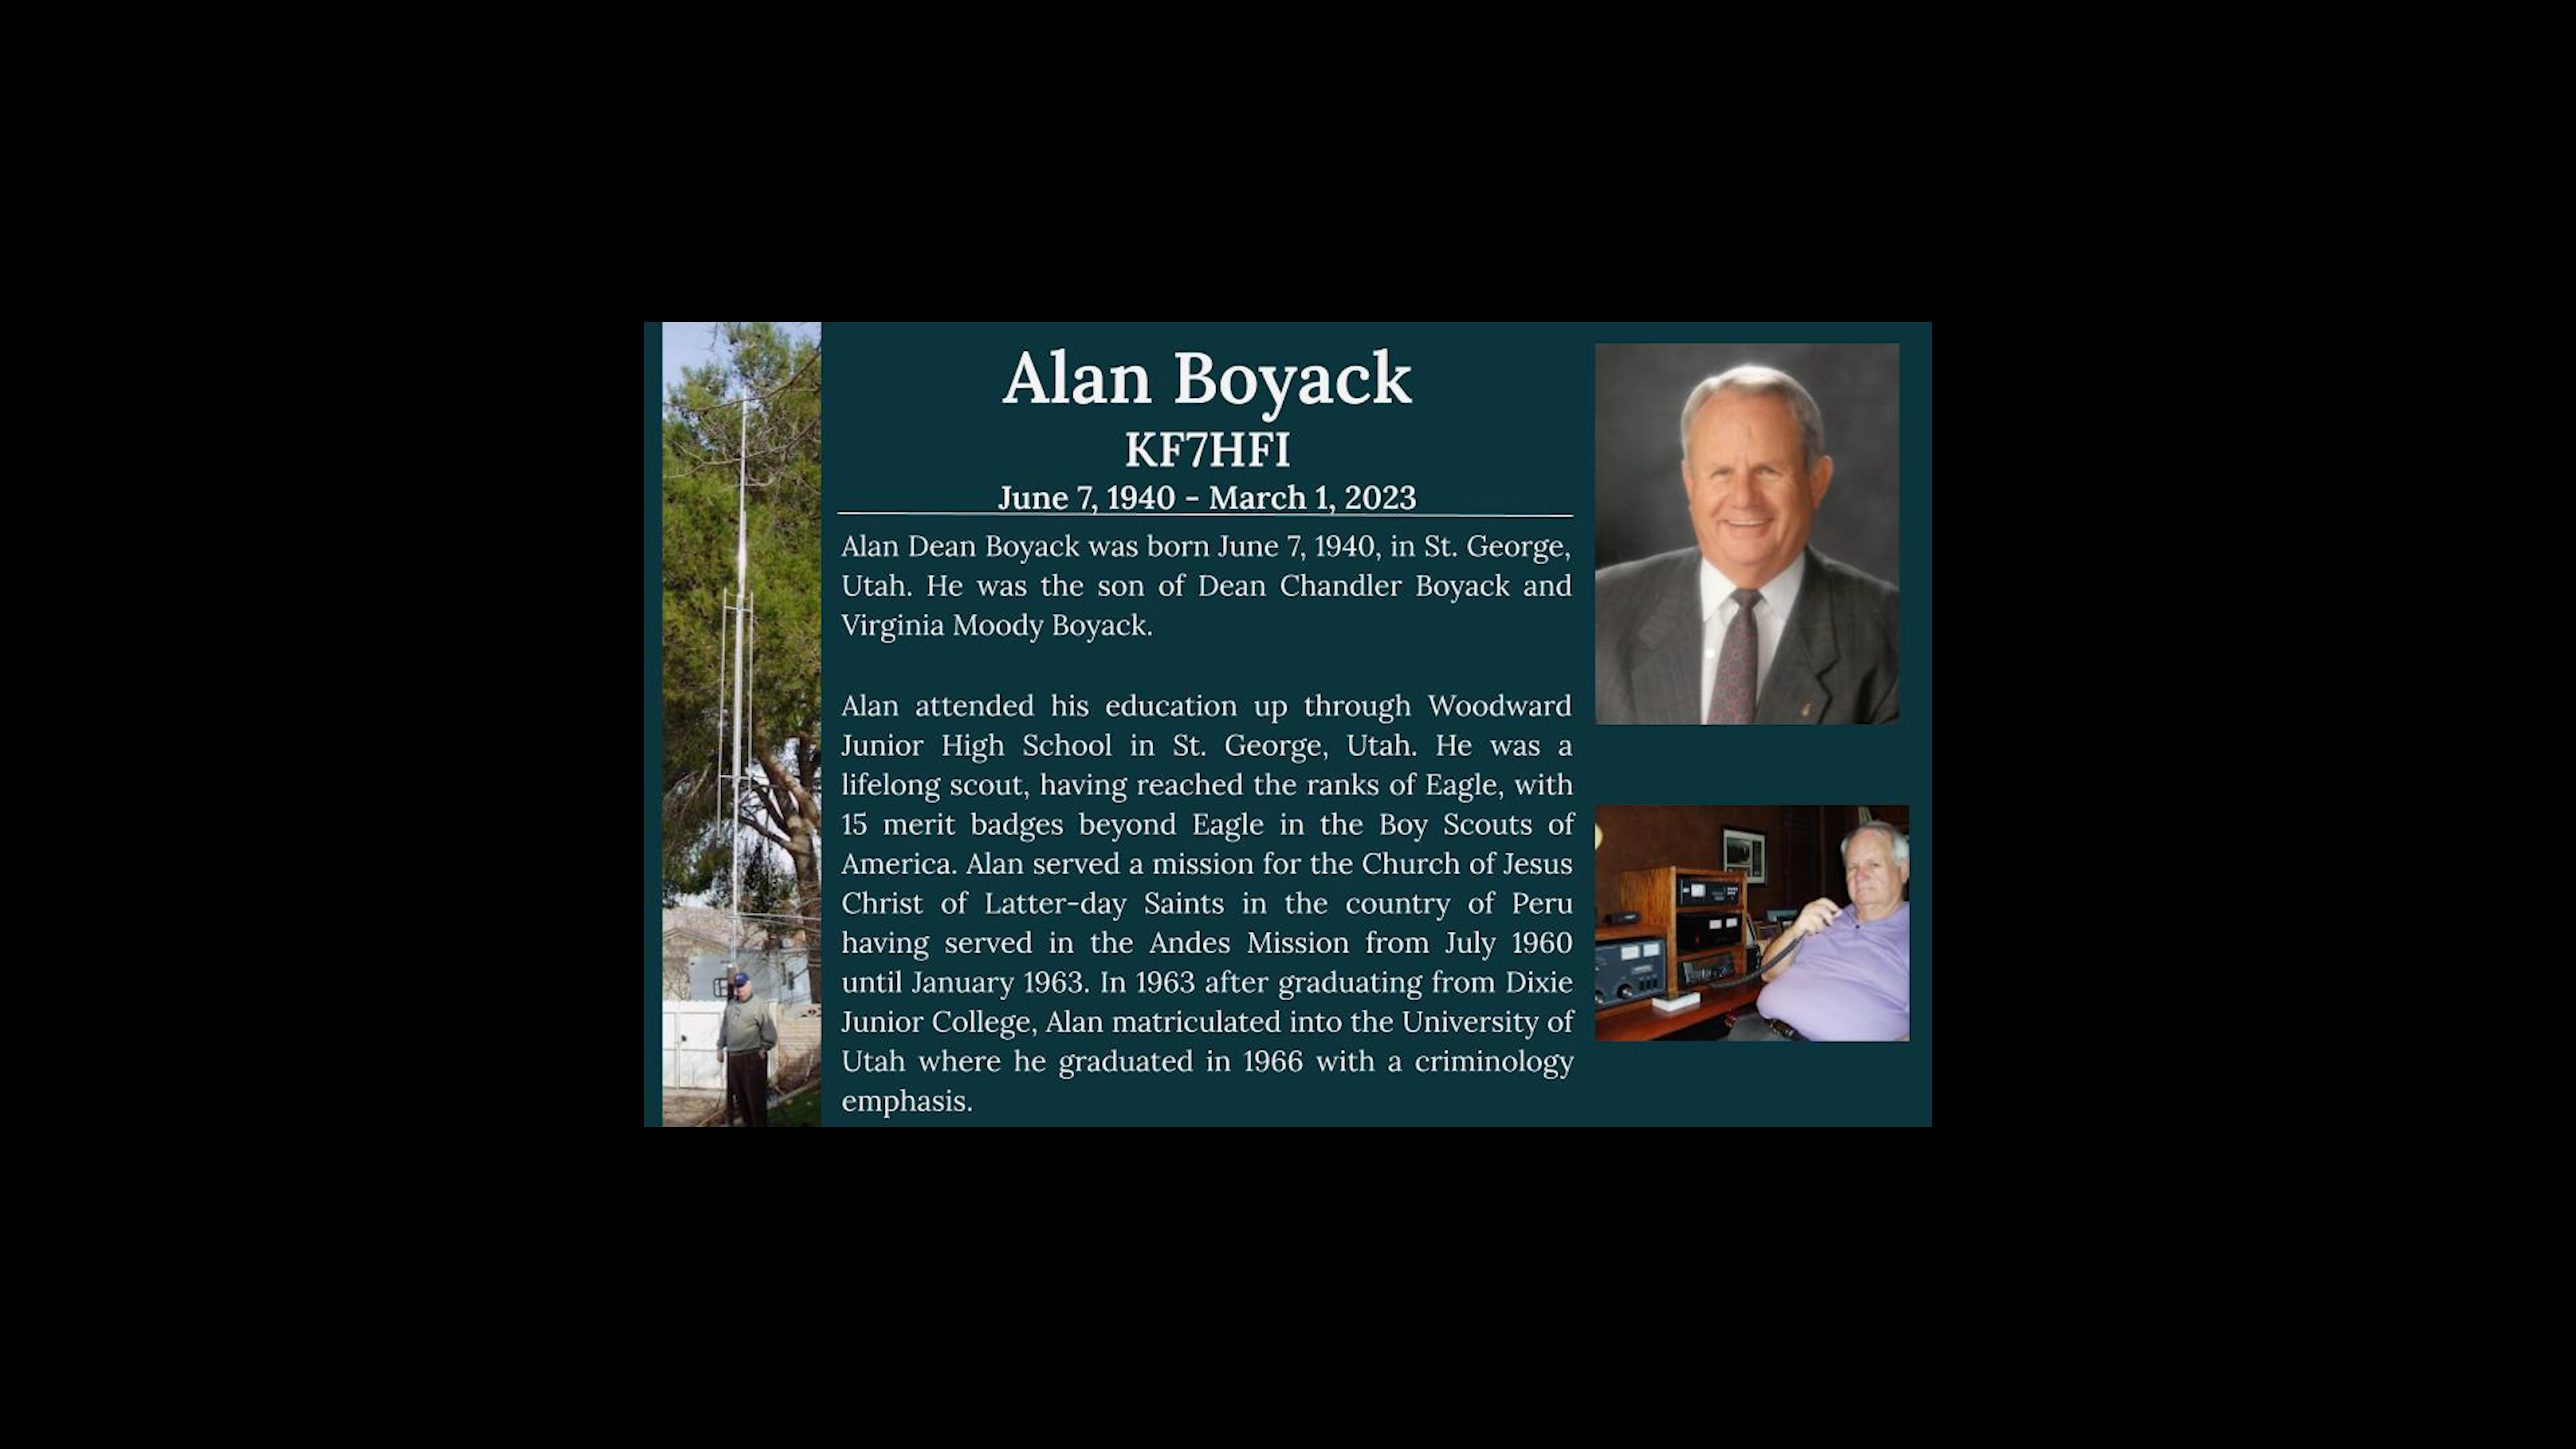 Alan Boyack
KF7HFI
June 7, 1940 - March 1, 2023
Alan Dean Boyack was born June 7, 1940, in St. George,
Utah. He was the son of Dean Chandler Boyack and
Virginia Moody Boyack.
Alan attended his education up through Woodward
Junior High School in St. George, Utah. He was a
lifelong scout, having reached the ranks of Eagle, with
15 merit badges beyond Eagle in the Boy Scouts of
America. Alan served a mission for the Church of Jesus
Christ of Latter-day Saints in the country of Peru
having served in the Andes Mission from July 1960
until January 1963. In 1963 after graduating from Dixie
Junior College, Alan matriculated into the University of
Utah where he graduated in 1966 with a criminology
emphasis.